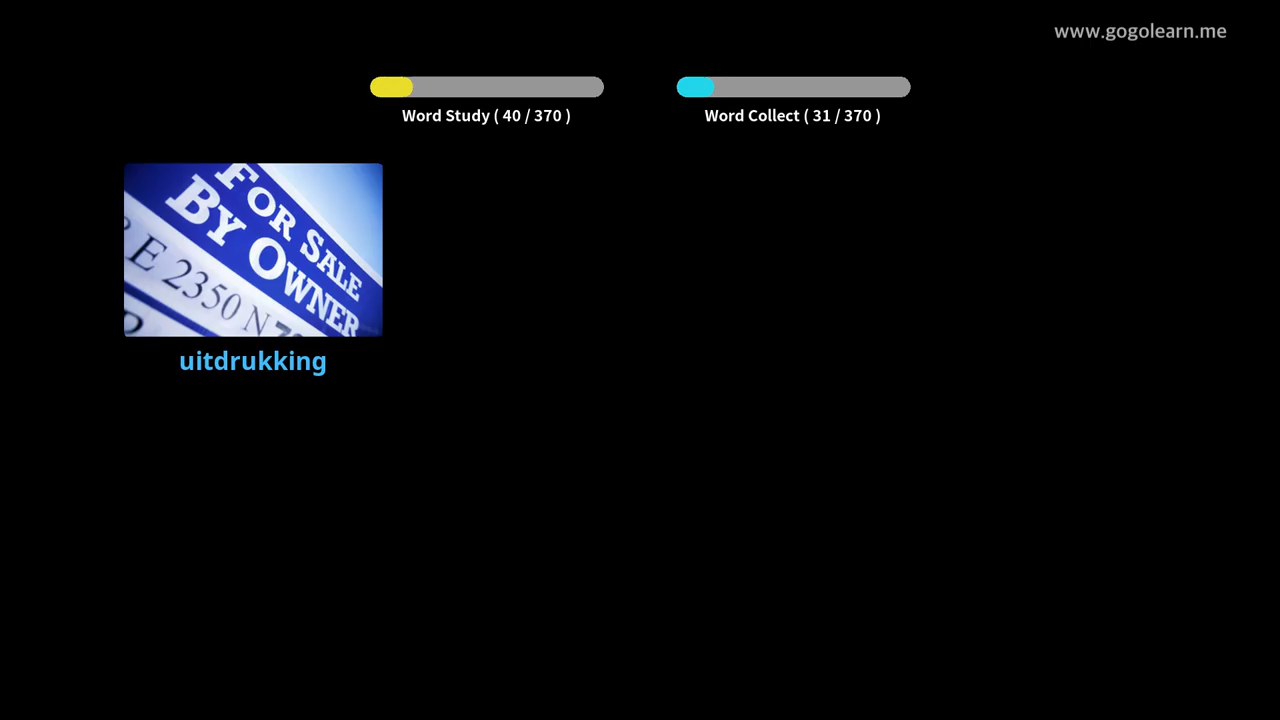 www.gogolearn.me
Word Study ( 40 / 370 )
Word Collect ( 31 / 370 )
FOR SALE
BY OWNER
E 2350 N
uitdrukking